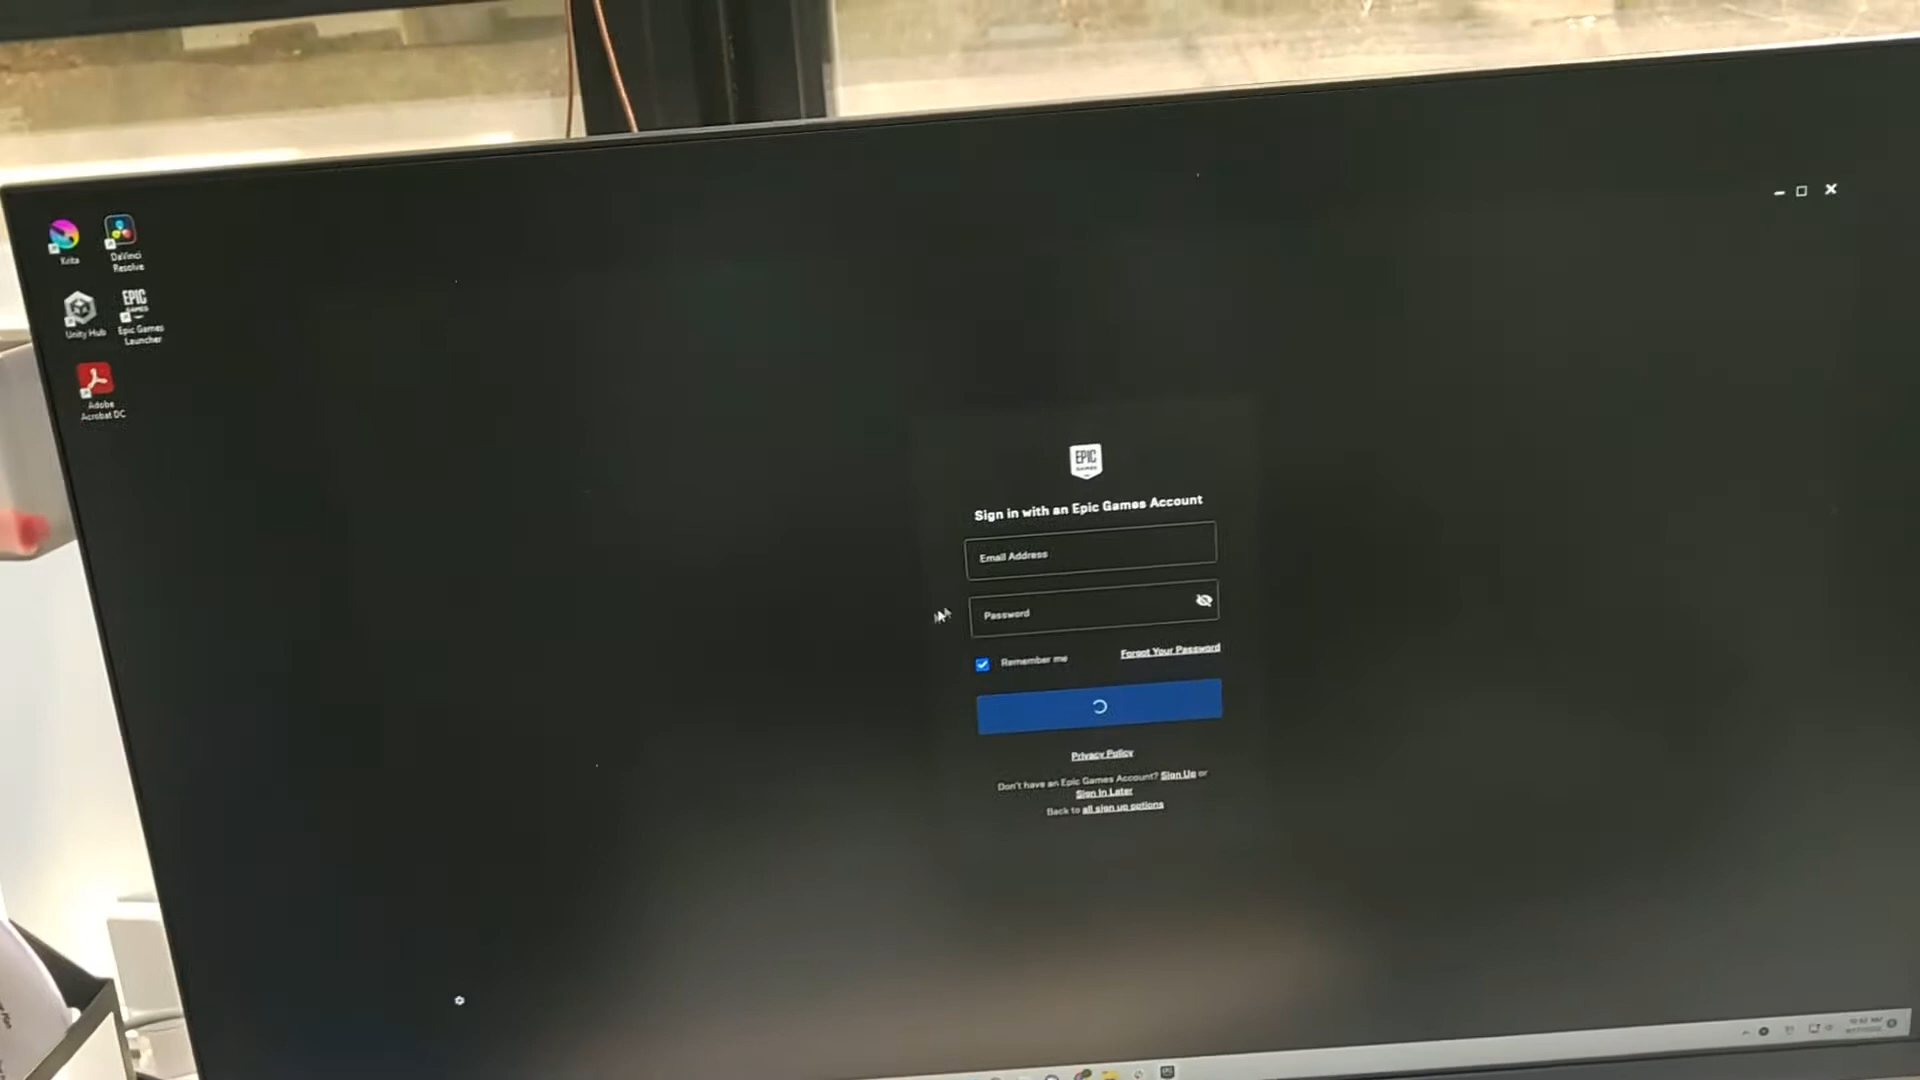 Krita
DaVinci
Resolve
Unity Hub
EPIC
GAMES
Epic Games
Launcher
Adobe
Acrobat DC
EPIC
GAMES
Sign in with an Epic Games Account
Email Address
Password
Remember me
Forgot Your Password
Privacy Policy
Don't have an Epic Games Account? Sign Up or
Sign In Later
Back to all sign up options